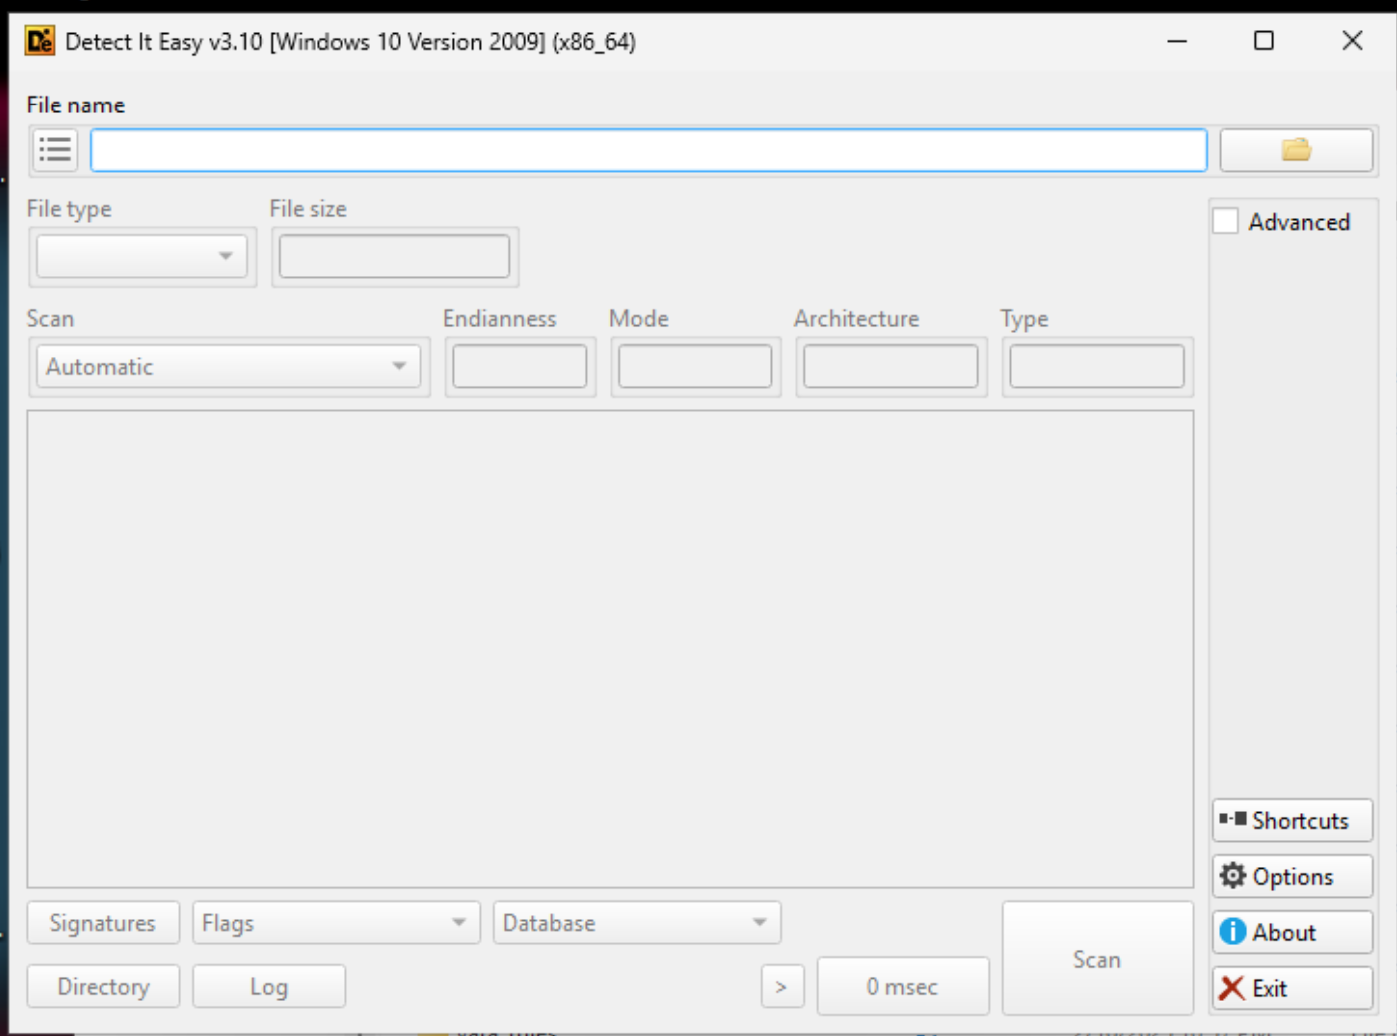 Detect It Easy v3.10 [Windows 10 Version 2009] (x86_64)
File name
File type File size
Advanced
Scan Endianness Mode Architecture Type
Automatic
Shortcuts
Options
Signatures Flags Database
About
Scan
Directory Log > 0 msec
Exit